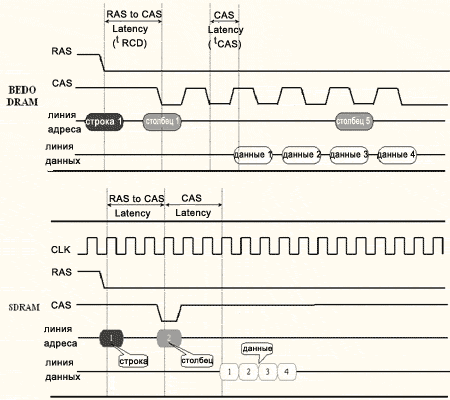 RAS to CAS
Latency
(t RCD)
CAS
Latency
(tCAS)
RAS
BEDO
DRAM
CAS
линия
адреса
строка 1
столбец 1
столбец 5
линия
данных
данные 1
данные 2
данные 3
данные 4
RAS to CAS
Latency
CAS
Latency
CLK
RAS
SDRAM
CAS
линия
адреса
1
2
строка
столбец
данные
линия
данных
1
2
3
4